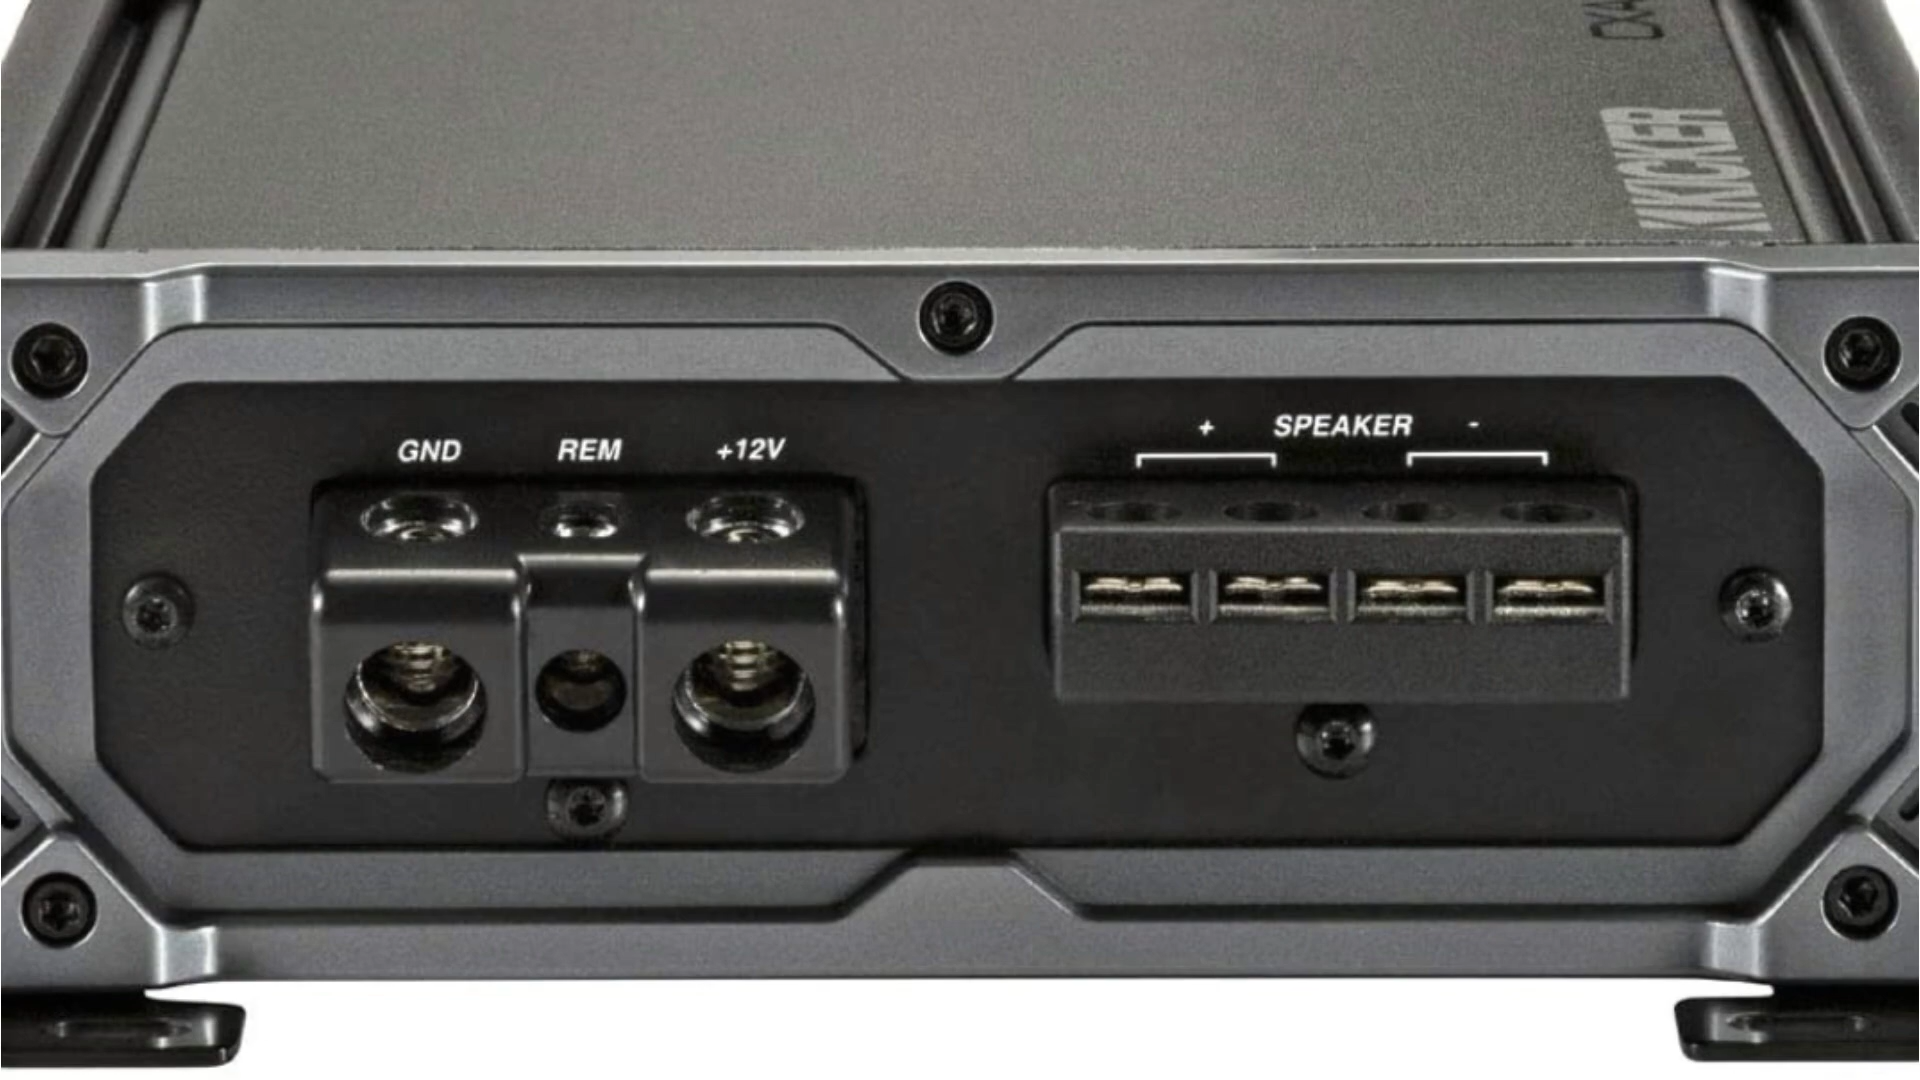 KICKER
GND REM +12V
+ SPEAKER -